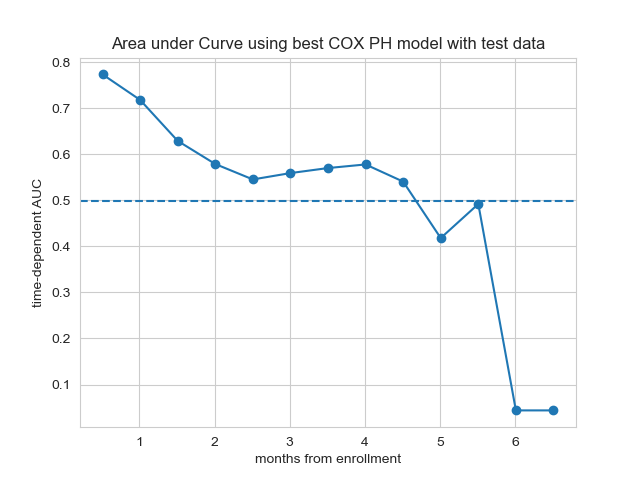 Area under Curve using best COX PH model with test data
time-dependent AUC
0.8
0.7
0.6
0.5
0.4
0.3
0.2
0.1
1 2 3 4 5 6
months from enrollment